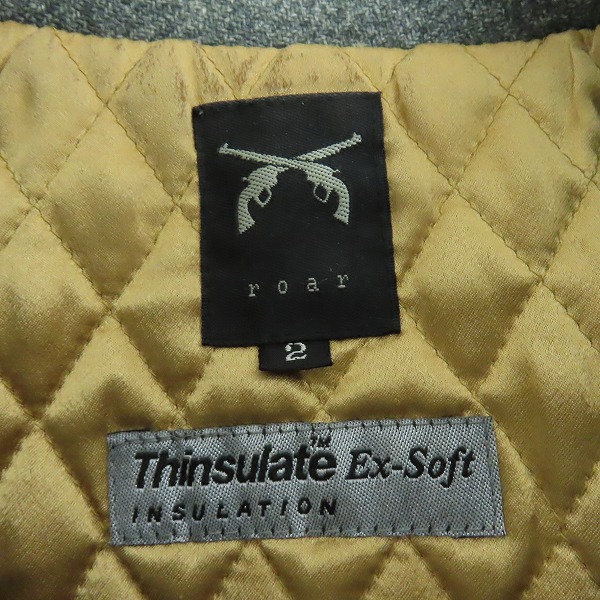 roar
2
Thinsulate™ Ex-Soft
INSULATION